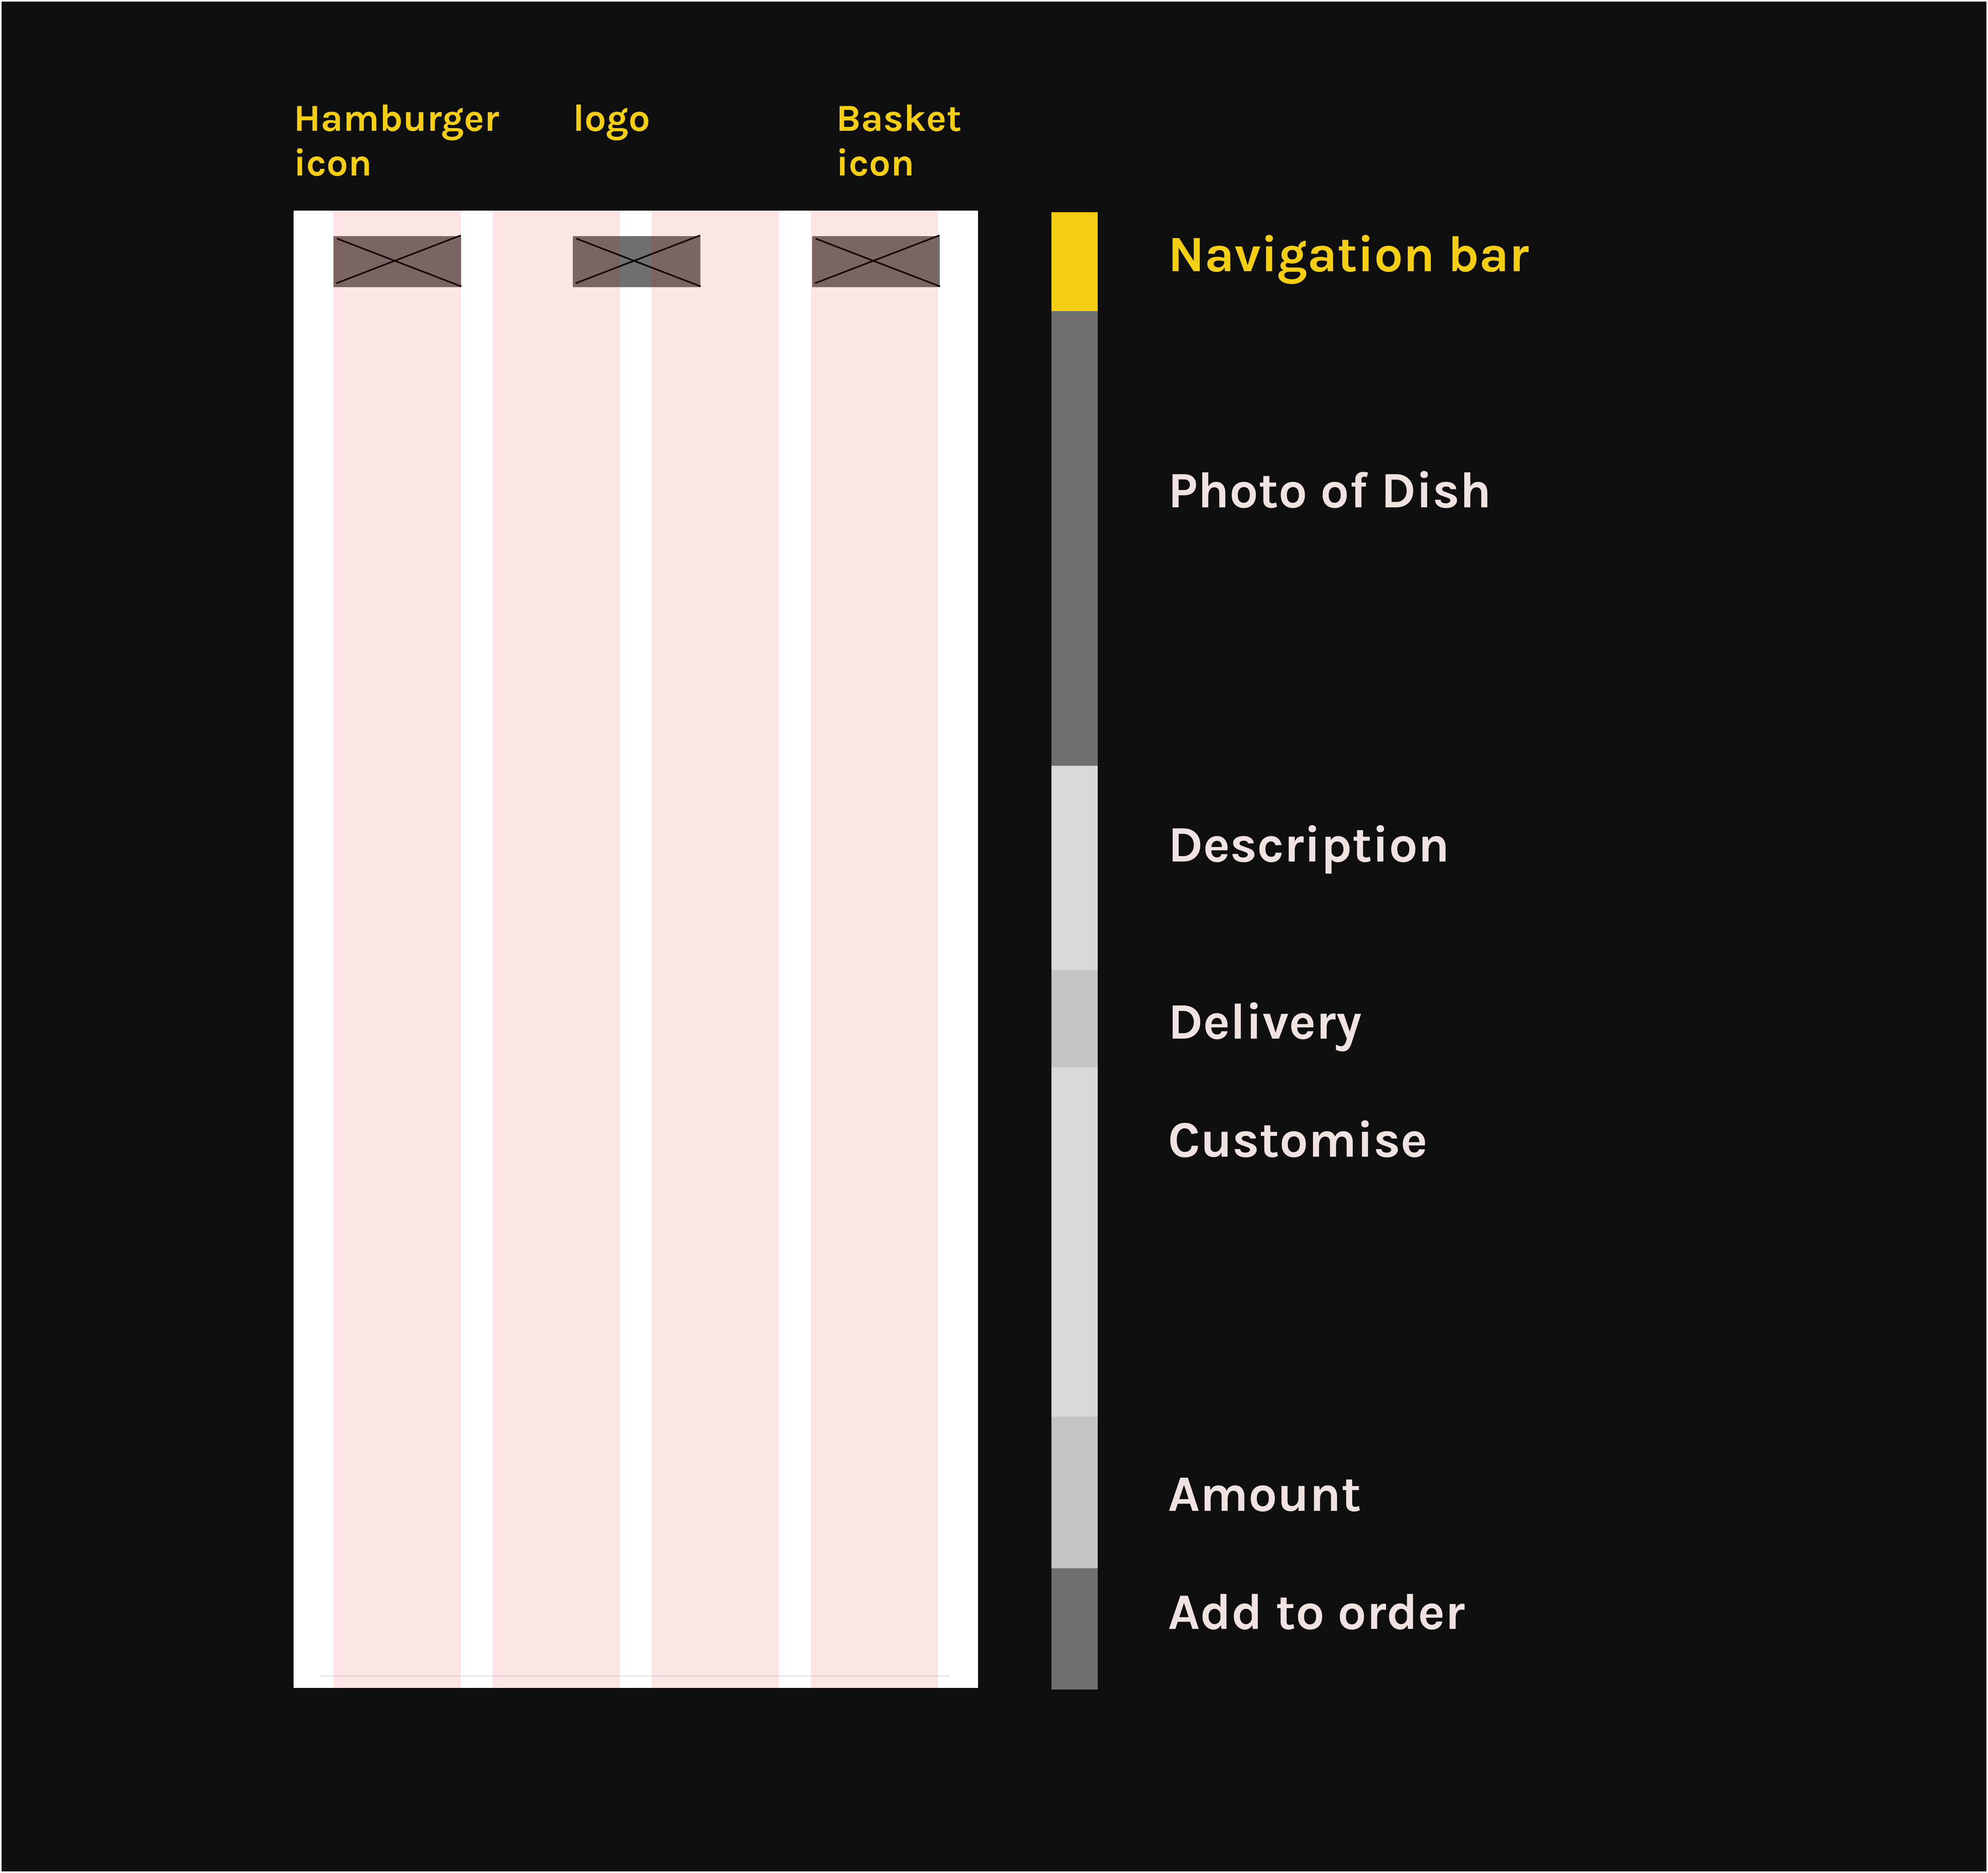 Hamburger
icon
logo
Basket
icon
Navigation bar
Photo of Dish
Description
Delivery
Customise
Amount
Add to order